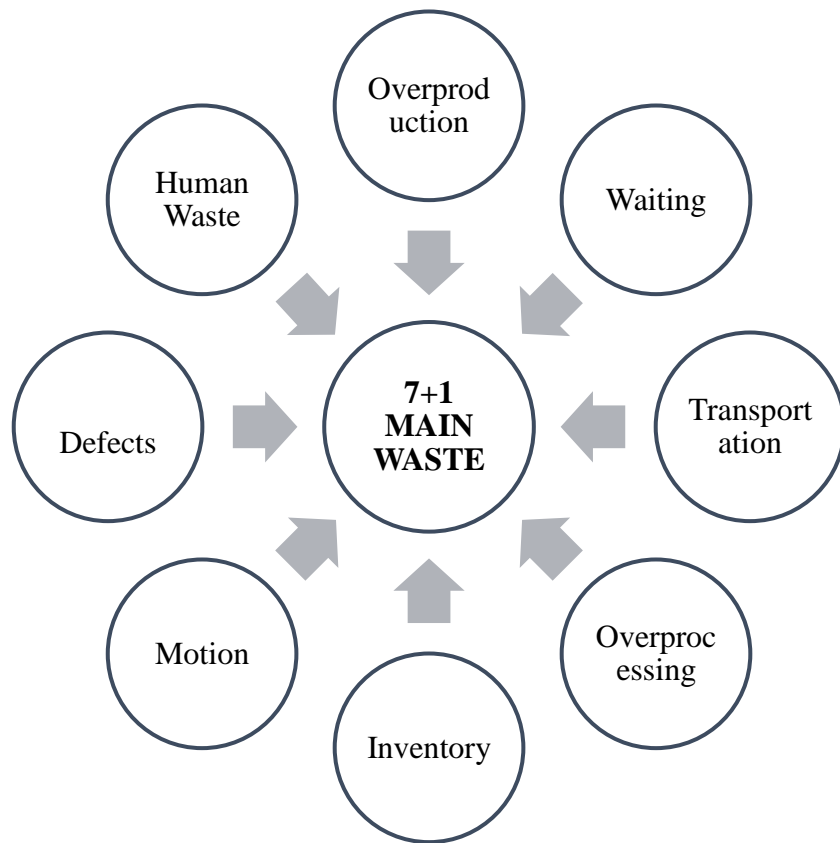 Overprod
uction
Waiting
Transport
ation
Overproc
essing
Inventory
Motion
Defects
Human
Waste
7+1
MAIN
WASTE